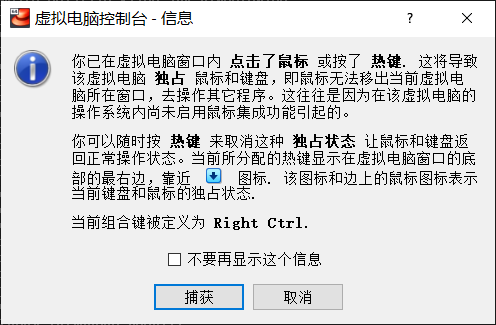 虚拟电脑控制台 - 信息
你已在虚拟电脑窗口内 点击了鼠标 或按了 热键. 这将导致
该虚拟电脑 独占 鼠标和键盘，即鼠标无法移出当前虚拟电
脑所在窗口，去操作其它程序。这往往是因为在该虚拟电脑的
操作系统内尚未启用鼠标集成功能引起的。
你可以随时按 热键 来取消这种 独占状态 让鼠标和键盘返
回正常操作状态。当前所分配的热键显示在虚拟电脑窗口的底
部的最右边，靠近 图标. 该图标和边上的鼠标图标表示
当前键盘和鼠标的独占状态.
当前组合键被定义为 Right Ctrl.
不要再显示这个信息
捕获
取消